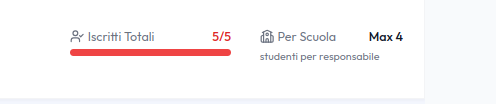 Iscritti Totali 5/5 Per Scuola Max 4
studenti per responsabile